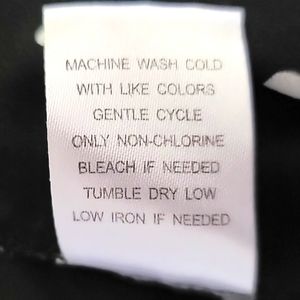 MACHINE WASH COLD
WITH LIKE COLORS
GENTLE CYCLE
ONLY NON-CHLORINE
BLEACH IF NEEDED
TUMBLE DRY LOW
LOW IRON IF NEEDED